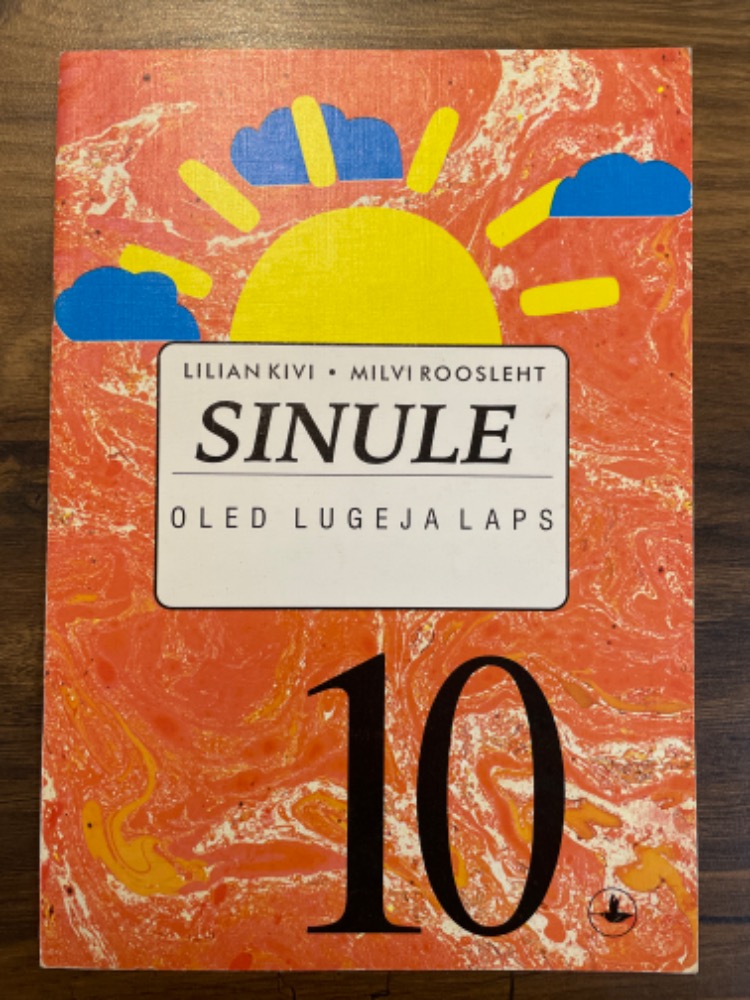 LILIAN KIVI • MILVI ROOSLEHT
SINULE
OLED LUGEJA LAPS
10